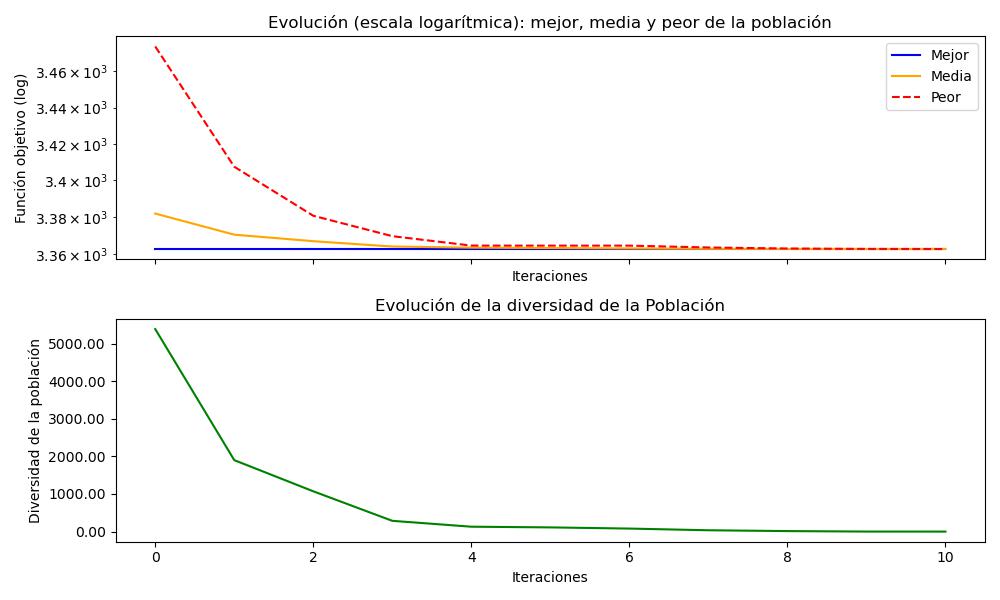 Evolución (escala logarítmica): mejor, media y peor de la población
Función objetivo (log)
3.46 × 10³
3.44 × 10³
3.42 × 10³
3.4 × 10³
3.38 × 10³
3.36 × 10³
Mejor
Media
Peor
Iteraciones
Evolución de la diversidad de la Población
Diversidad de la población
5000.00
4000.00
3000.00
2000.00
1000.00
0.00
0 2 4 6 8 10
Iteraciones